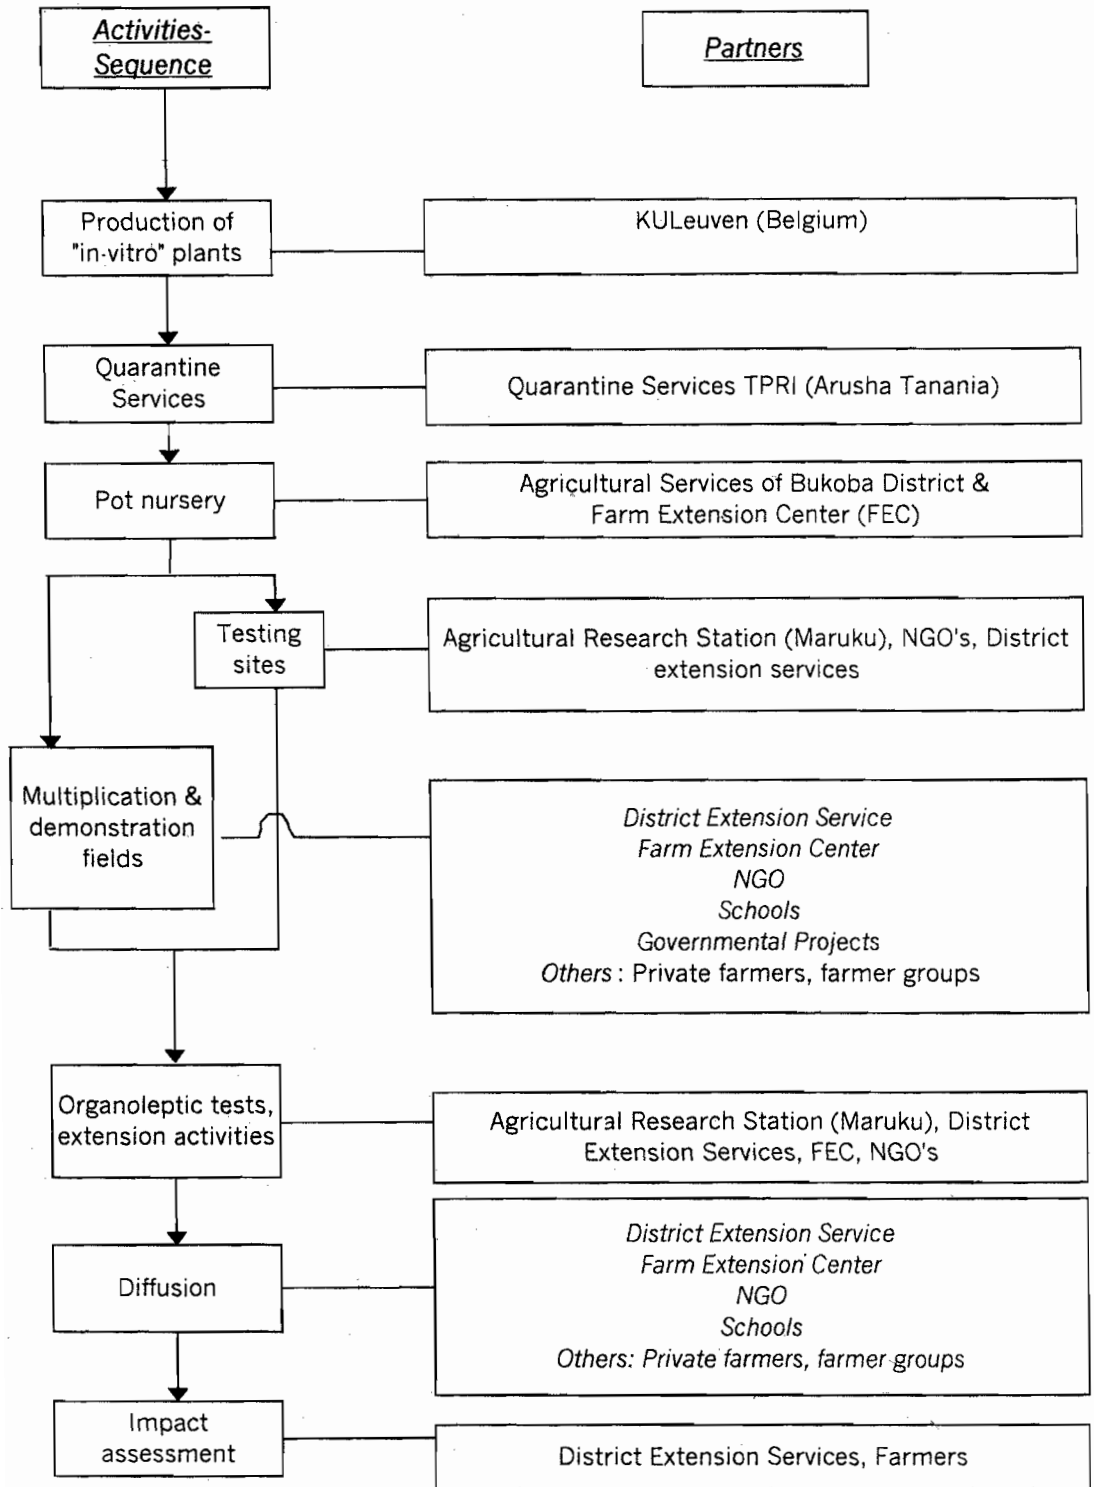 Activities-
Sequence
Partners
Production of
"in-vitro" plants
KULeuven (Belgium)
Quarantine
Services
Quarantine Services TPRI (Arusha Tanania)
Pot nursery
Agricultural Services of Bukoba District &
Farm Extension Center (FEC)
Testing
sites
Agricultural Research Station (Maruku), NGO's, District
extension services
Multiplication &
demonstration
fields
District Extension Service
Farm Extension Center
NGO
Schools
Governmental Projects
Others : Private farmers, farmer groups
Organoleptic tests,
extension activities
Agricultural Research Station (Maruku), District
Extension Services, FEC, NGO's
Diffusion
District Extension Service
Farm Extension Center
NGO
Schools
Others: Private farmers, farmer groups
Impact
assessment
District Extension Services, Farmers